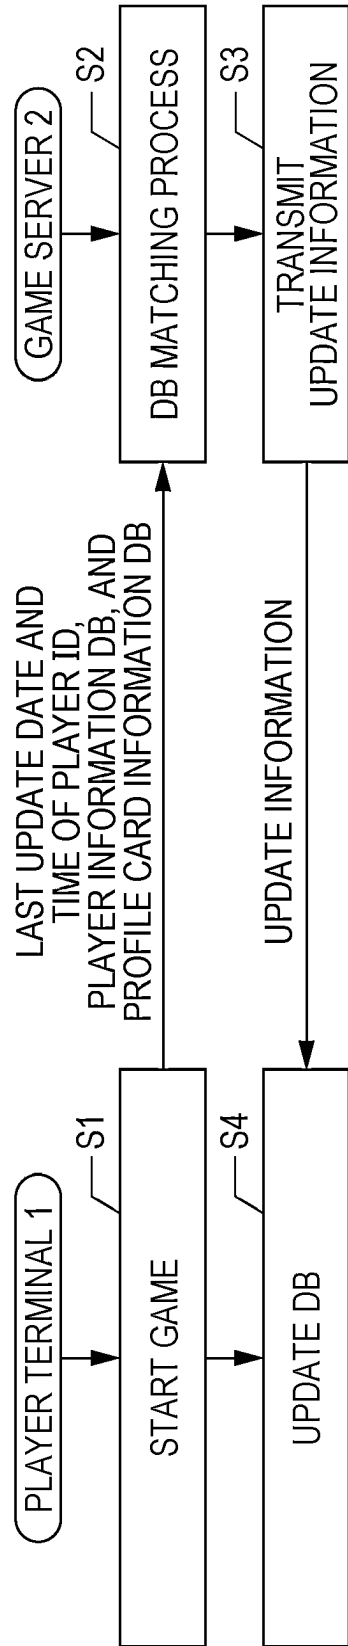 PLAYER TERMINAL 1
GAME SERVER 2
S1
START GAME
LAST UPDATE DATE AND
TIME OF PLAYER ID,
PLAYER INFORMATION DB, AND
PROFILE CARD INFORMATION DB
S2
DB MATCHING PROCESS
S4
UPDATE DB
UPDATE INFORMATION
S3
TRANSMIT
UPDATE INFORMATION